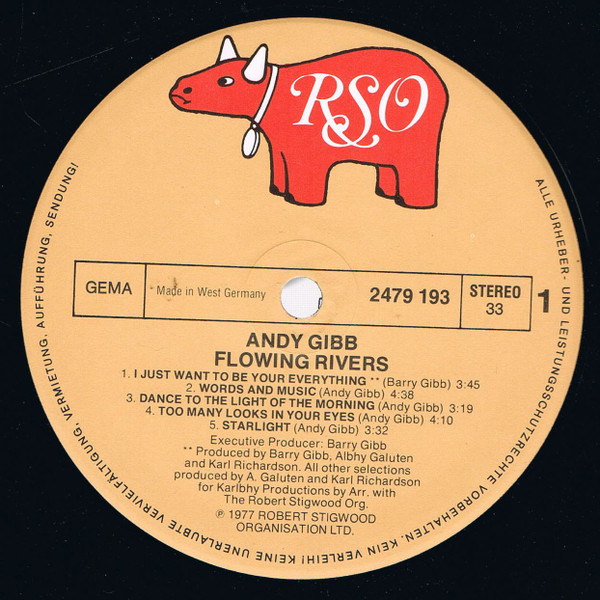 RSO
GEMA
Made in West Germany
2479 193
STEREO
33
1
ANDY GIBB
FLOWING RIVERS
1. I JUST WANT TO BE YOUR EVERYTHING ** (Barry Gibb) 3:45
2. WORDS AND MUSIC (Andy Gibb) 4:38
3. DANCE TO THE LIGHT OF THE MORNING (Andy Gibb) 3:19
4. TOO MANY LOOKS IN YOUR EYES (Andy Gibb) 4:10
5. STARLIGHT (Andy Gibb) 3:32
Executive Producer: Barry Gibb
** Produced by Barry Gibb, Albhy Galuten
and Karl Richardson. All other selections
produced by A. Galuten and Karl Richardson
for Karlbhy Productions by Arr. with
The Robert Stigwood Org.
℗ 1977 ROBERT STIGWOOD
ORGANISATION LTD.
ALLE URHEBER- UND LEISTUNGSSCHUTZRECHTE VORBEHALTEN. KEIN VERLEIH! KEINE UNERLAUBTE VERVIELFÄLTIGUNG, VERMIETUNG, AUFFÜHRUNG, SENDUNG!